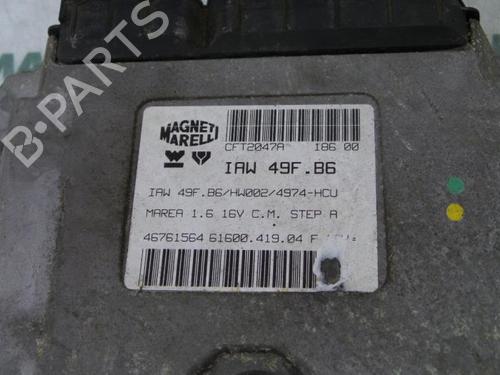 B-PARTS
MAGNETI
MARELLI
CFT2047A 186 00
IAW 49F.B6
IAW 49F.B6/HW002/4974-HCU
MAREA 1.6 16V C.M. STEP A
46761564 61600.419.04 F